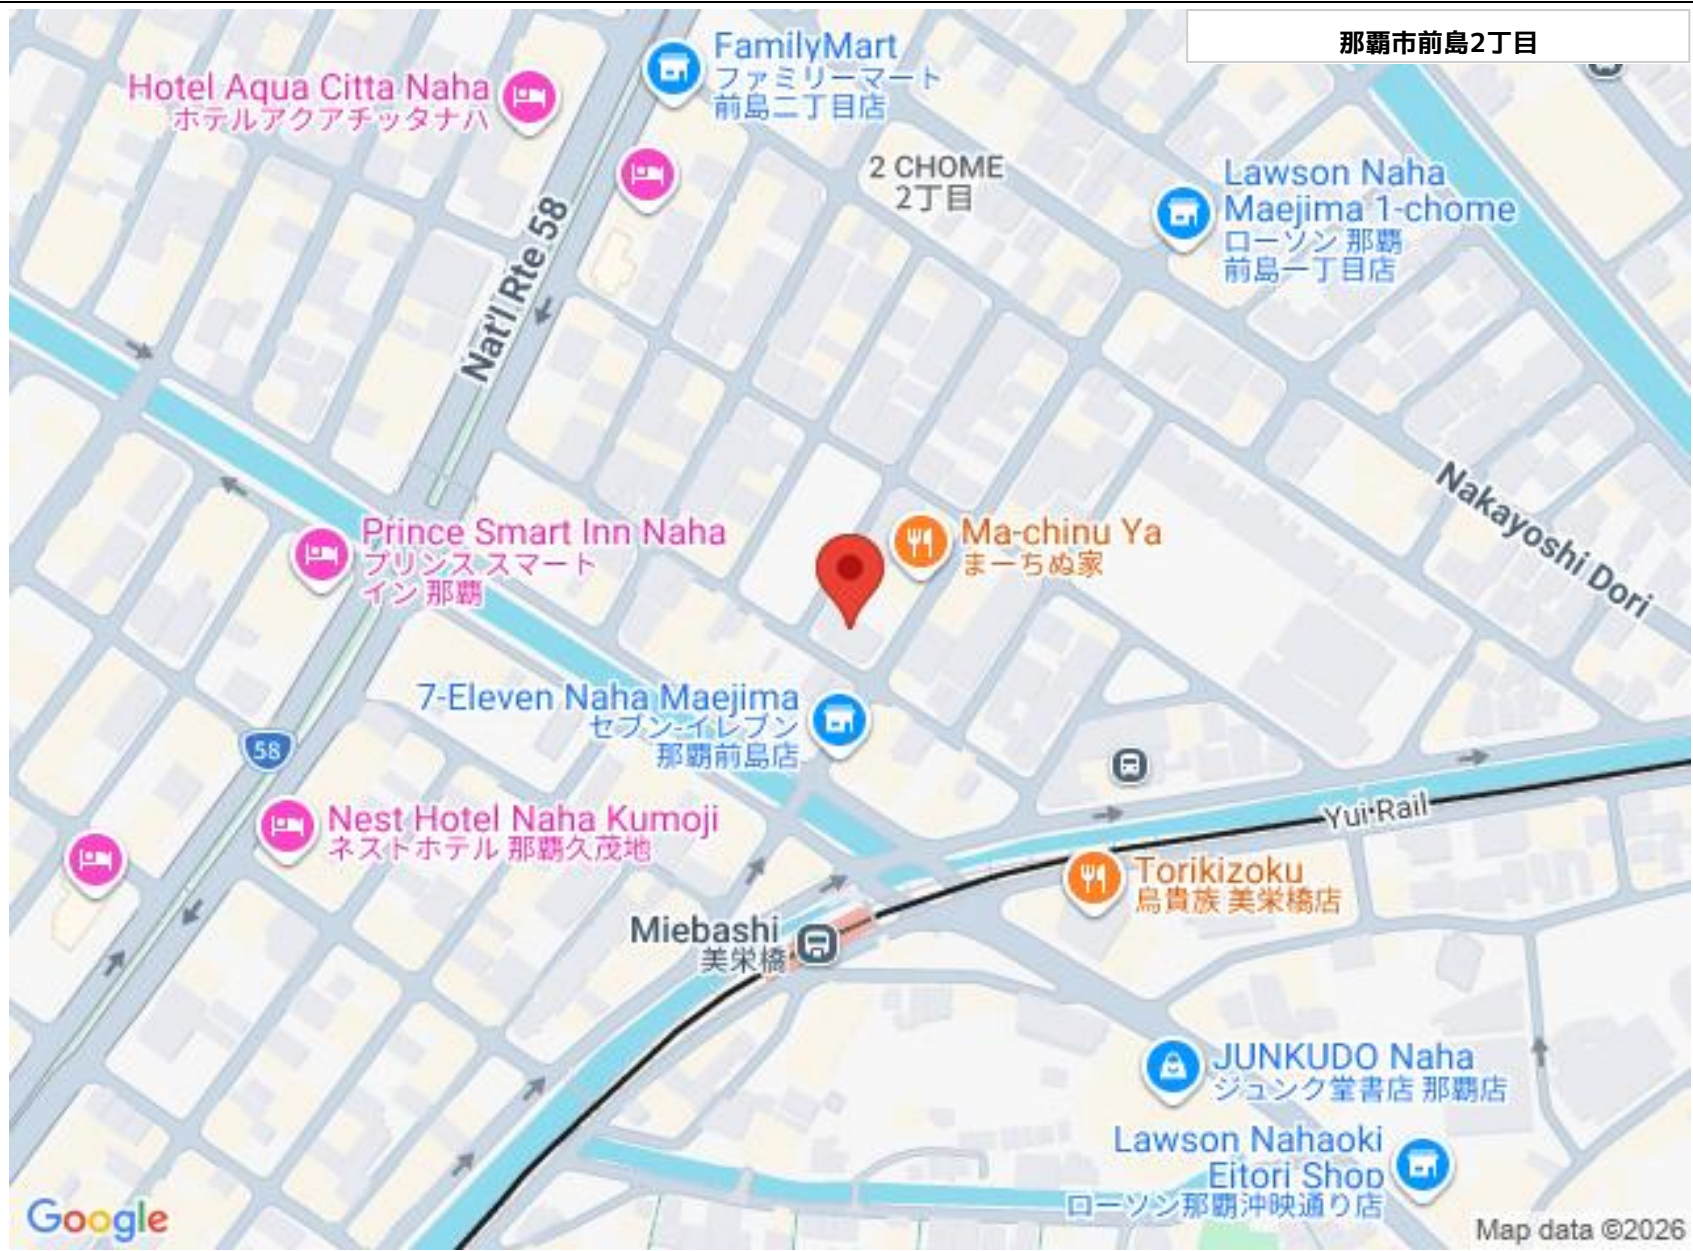 那覇市前島2丁目
FamilyMart
ファミリーマート
前島二丁目店
Hotel Aqua Citta Naha
ホテルアクアチッタナハ
2 CHOME
2丁目
Lawson Naha
Maejima 1-chome
ローソン 那覇
前島一丁目店
Nat'l Rte 58
Nakayoshi Dori
Prince Smart Inn Naha
プリンス スマート
イン 那覇
Ma-chinu Ya
まーちぬ家
7-Eleven Naha Maejima
セブン-イレブン
那覇前島店
58
Nest Hotel Naha Kumoji
ネストホテル 那覇久茂地
Yui Rail
Torikizoku
鳥貴族 美栄橋店
Miebashi
美栄橋
JUNKUDO Naha
ジュンク堂書店 那覇店
Lawson Nahaoki
Eitori Shop
ローソン那覇沖映通り店
Google
Map data ©2026